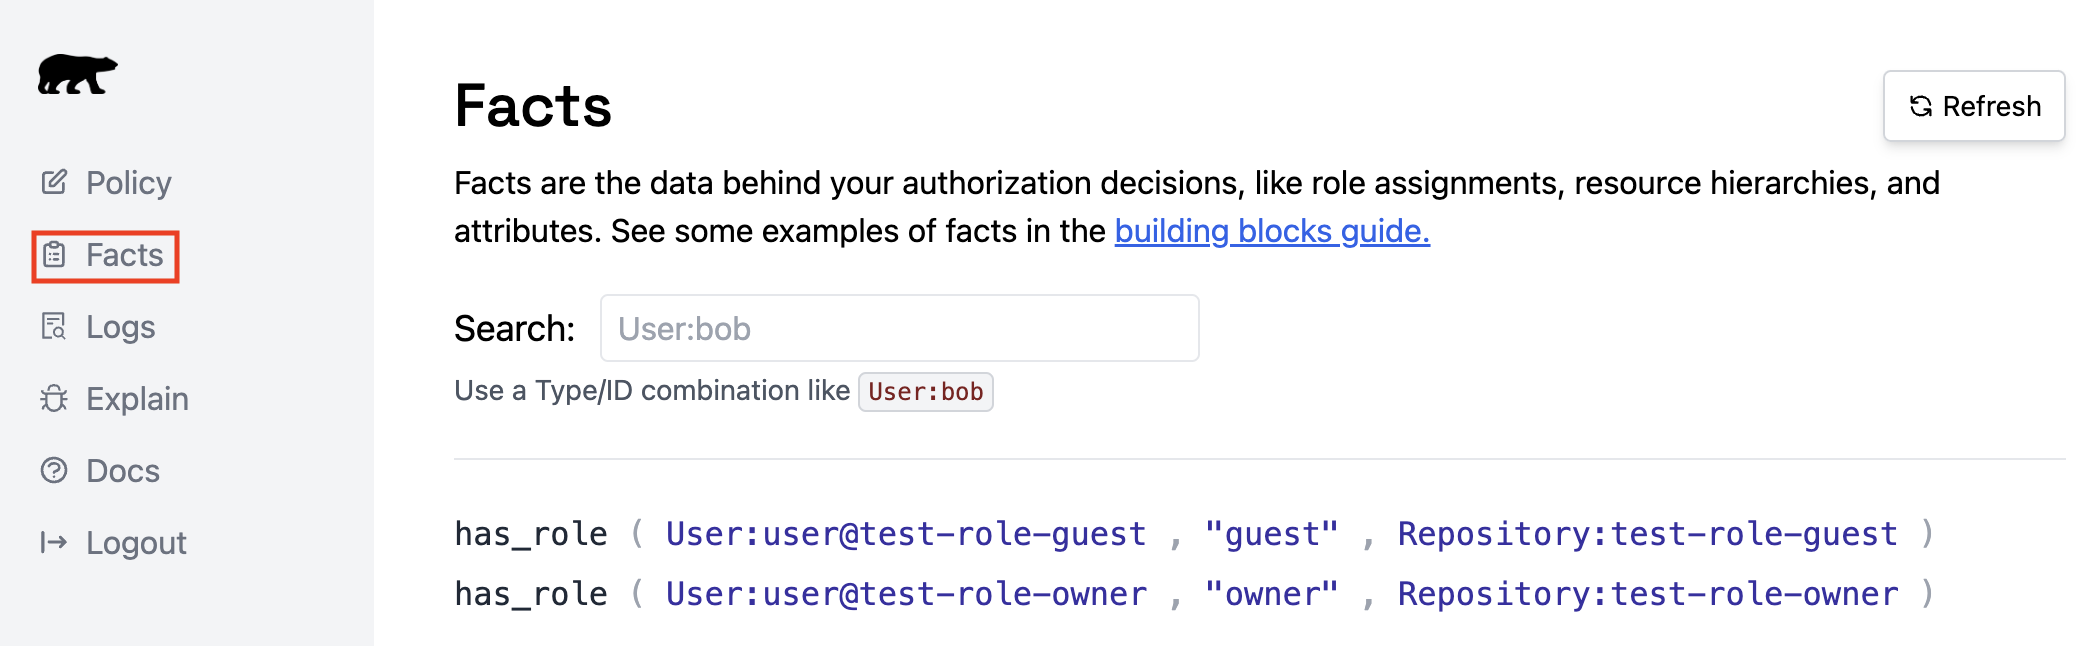 Policy
Facts
Logs
Explain
Docs
Logout
Facts
Refresh
Facts are the data behind your authorization decisions, like role assignments, resource hierarchies, and
attributes. See some examples of facts in the building blocks guide.
Search: User:bob
Use a Type/ID combination like User:bob
has_role ( User:user@test-role-guest , "guest" , Repository:test-role-guest )
has_role ( User:user@test-role-owner , "owner" , Repository:test-role-owner )